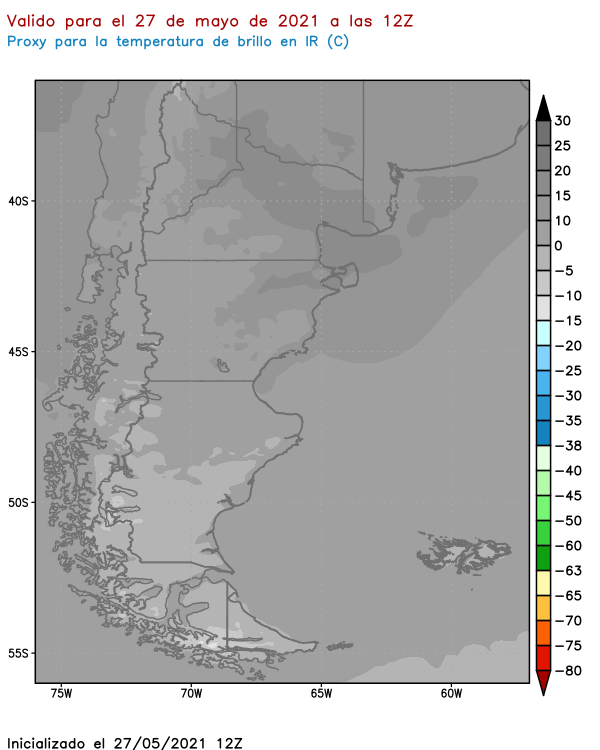 Valido para el 27 de mayo de 2021 a las 12Z
Proxy para la temperatura de brillo en IR (C)
30
25
20
15
10
0
−5
−10
−15
−20
−25
−30
−35
−38
−40
−45
−50
−60
−63
−65
−70
−75
−80
40S
45S
50S
55S
75W
70W
65W
60W
Inicializado el 27/05/2021 12Z